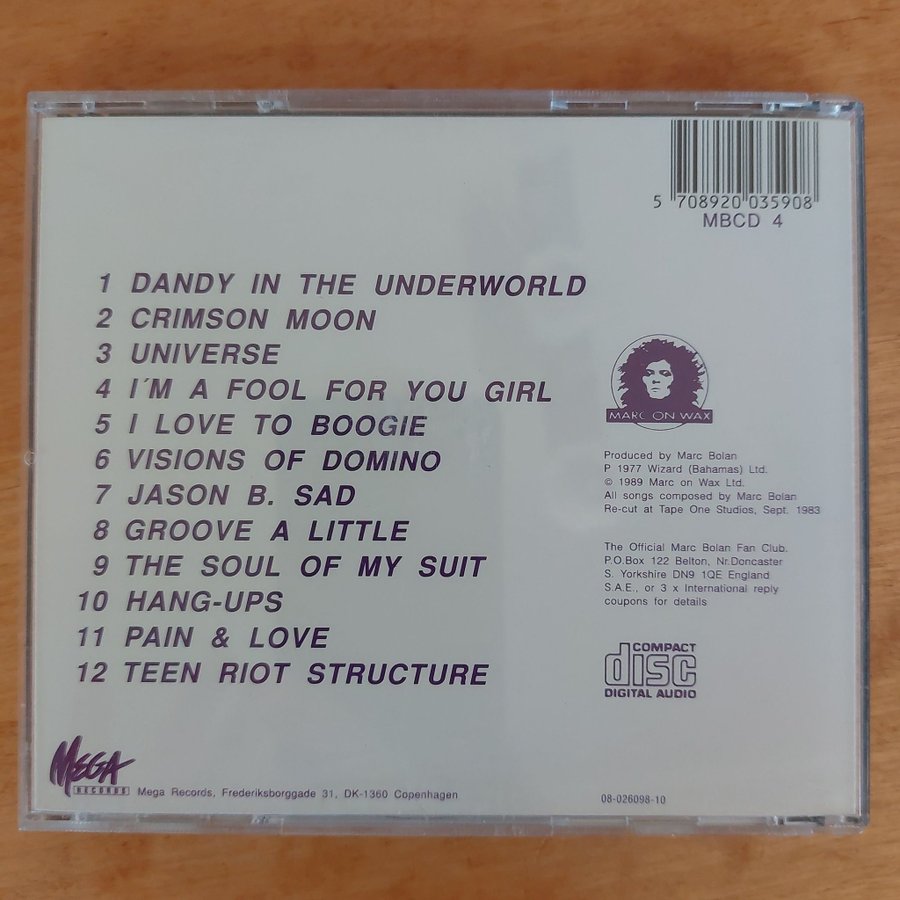 5 708920 035908
MBCD 4
1 DANDY IN THE UNDERWORLD
2 CRIMSON MOON
3 UNIVERSE
4 I´M A FOOL FOR YOU GIRL
5 I LOVE TO BOOGIE
6 VISIONS OF DOMINO
7 JASON B. SAD
8 GROOVE A LITTLE
9 THE SOUL OF MY SUIT
10 HANG-UPS
11 PAIN & LOVE
12 TEEN RIOT STRUCTURE
MARC ON WAX
Produced by Marc Bolan
P 1977 Wizard (Bahamas) Ltd.
© 1989 Marc on Wax Ltd.
All songs composed by Marc Bolan
Re-cut at Tape One Studios, Sept. 1983
The Official Marc Bolan Fan Club.
P.O.Box 122 Belton, Nr.Doncaster
S. Yorkshire DN9 1QE England
S.A.E., or 3 x International reply
coupons for details
COMPACT
disc
DIGITAL AUDIO
MEGA
RECORDS
Mega Records, Frederiksborggade 31, DK-1360 Copenhagen
08-026098-10